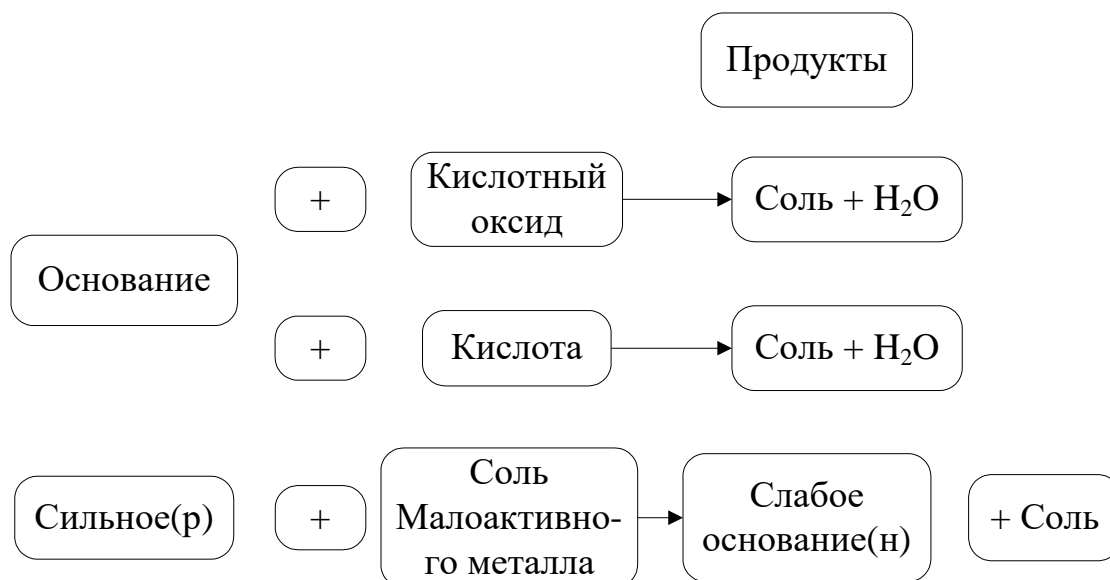 Продукты
+
Кислотный
оксид
Соль + H₂O
Основание
+
Кислота
Соль + H₂O
Сильное(р)
+
Соль
Малоактивно-
го металла
Слабое
основание(н)
+ Соль